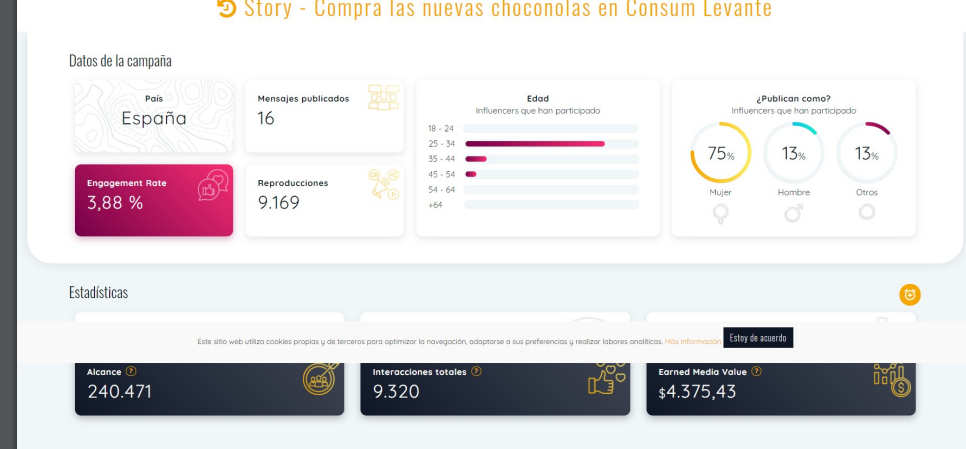 Story - Compra las nuevas choconolas en Consum Levante
Datos de la campaña
País
España
Mensajes publicados
16
Engagement Rate
3,88 %
Reproducciones
9.169
Edad
Influencers que han participado
18 - 24
25 - 34
35 - 44
45 - 54
54 - 64
+64
¿Publican como?
Influencers que han participado
75%
13%
13%
Mujer
Hombre
Otros
Estadísticas
Este sitio web utiliza cookies propias y de terceros para optimizar la navegación, adaptarse a sus preferencias y realizar labores analíticas. Más información
Estoy de acuerdo
Alcance ?
240.471
Interacciones totales ?
9.320
Earned Media Value ?
$4.375,43